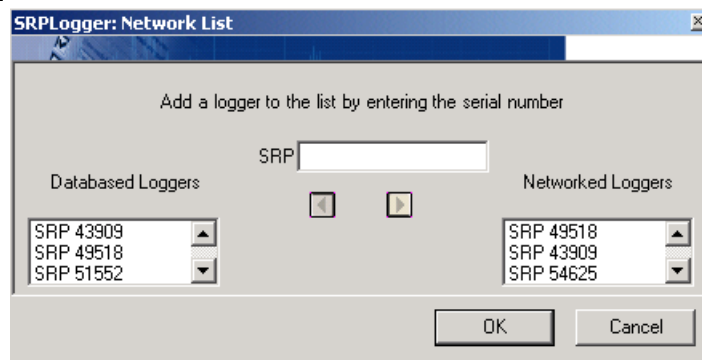 SRPLogger: Network List
Add a logger to the list by entering the serial number
SRP
Databased Loggers
Networked Loggers
SRP 43909
SRP 49518
SRP 51552
SRP 49518
SRP 43909
SRP 54625
OK
Cancel